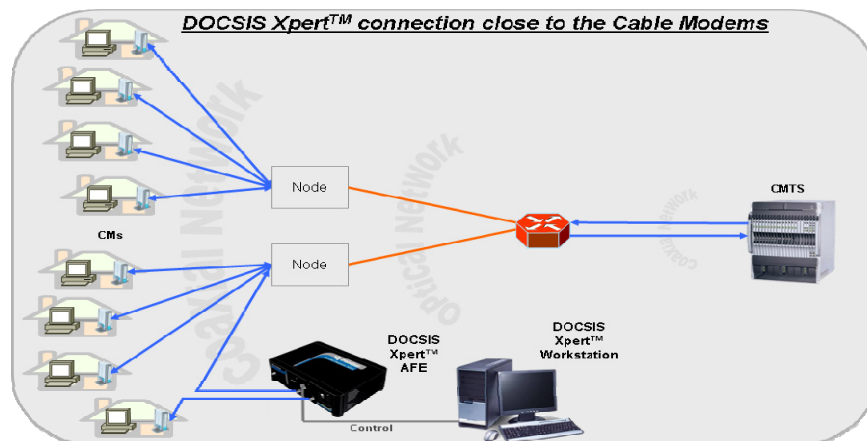 DOCSIS Xpert™ connection close to the Cable Modems
Coaxial Network
Optical Network
Coaxial Network
Node
CMTS
CMs
Node
DOCSIS
Xpert™
AFE
DOCSIS
Xpert™
Workstation
Control